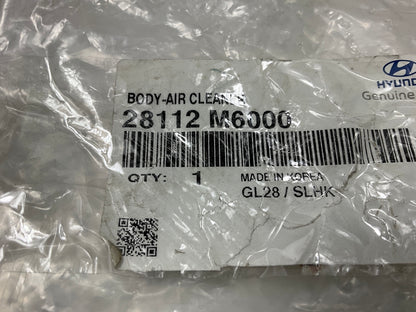 HYUNDAI
Genuine
BODY-AIR CLEANER
28112 M6000
QTY: 1
MADE IN KOREA
GL28 / SLHK